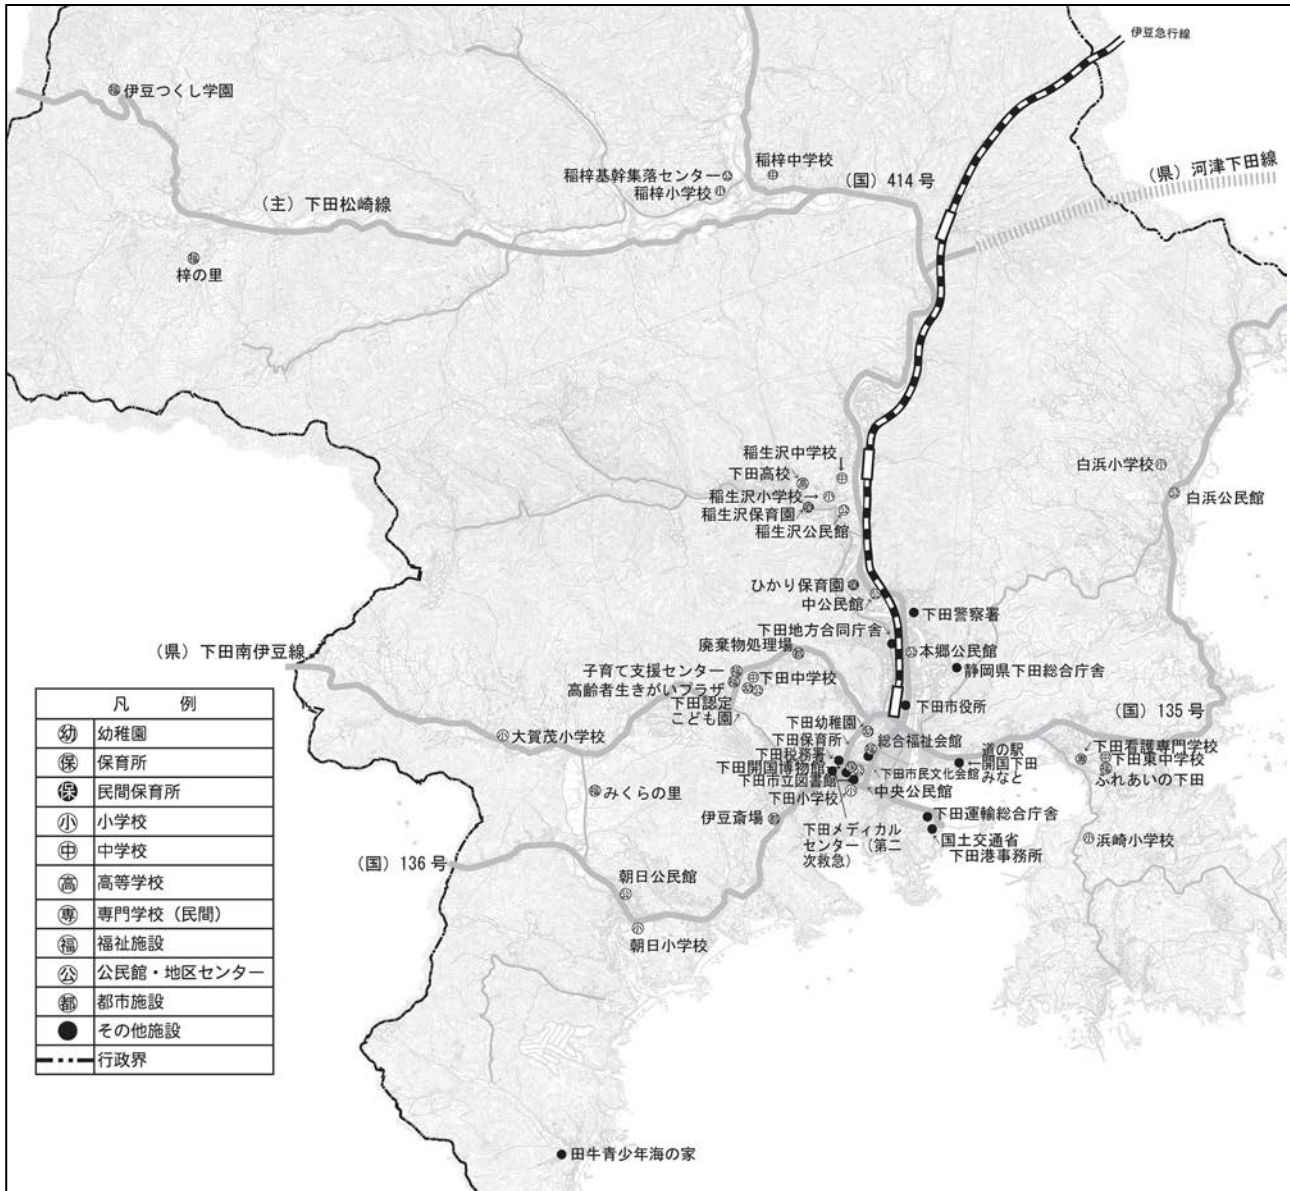 伊豆急行線
伊豆つくし学園
(県)河津下田線
稲梓中学校
稲梓基幹集落センター
稲梓小学校
(国)414号
(主)下田松崎線
梓の里
稲生沢中学校
下田高校
稲生沢小学校
稲生沢保育園
稲生沢公民館
白浜小学校
白浜公民館
ひかり保育園
中公民館
下田警察署
下田地方合同庁舎
廃棄物処理場
本郷公民館
静岡県下田総合庁舎
(県)下田南伊豆線
子育て支援センター
高齢者生きがいプラザ
下田中学校
下田認定
こども園
下田市役所
(国)135号
下田幼稚園
下田保育所
総合福祉会館
大賀茂小学校
下田税務署
下田開国博物館
下田市立図書館
下田市民文化会館
中央公民館
下田小学校
道の駅
開国下田
みなと
下田看護専門学校
下田東中学校
ふれあいの下田
みくらの里
伊豆斎場
下田メディカル
センター(第二
次救急)
下田運輸総合庁舎
国土交通省
下田港事務所
浜崎小学校
(国)136号
朝日公民館
朝日小学校
田牛青少年海の家
凡 例
幼 幼稚園
保 保育所
保 民間保育所
小 小学校
中 中学校
高 高等学校
専 専門学校(民間)
福 福祉施設
公 公民館・地区センター
都 都市施設
● その他施設
行政界